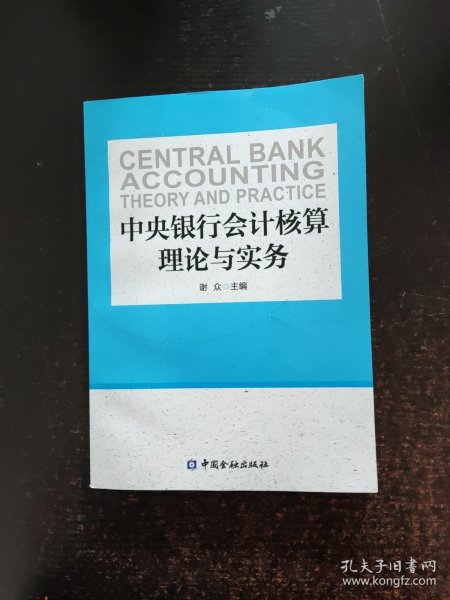 CENTRAL BANK
ACCOUNTING
THEORY AND PRACTICE
中央银行会计核算
理论与实务
谢 众 主编
中国金融出版社
孔夫子旧书网
www.kongfz.com